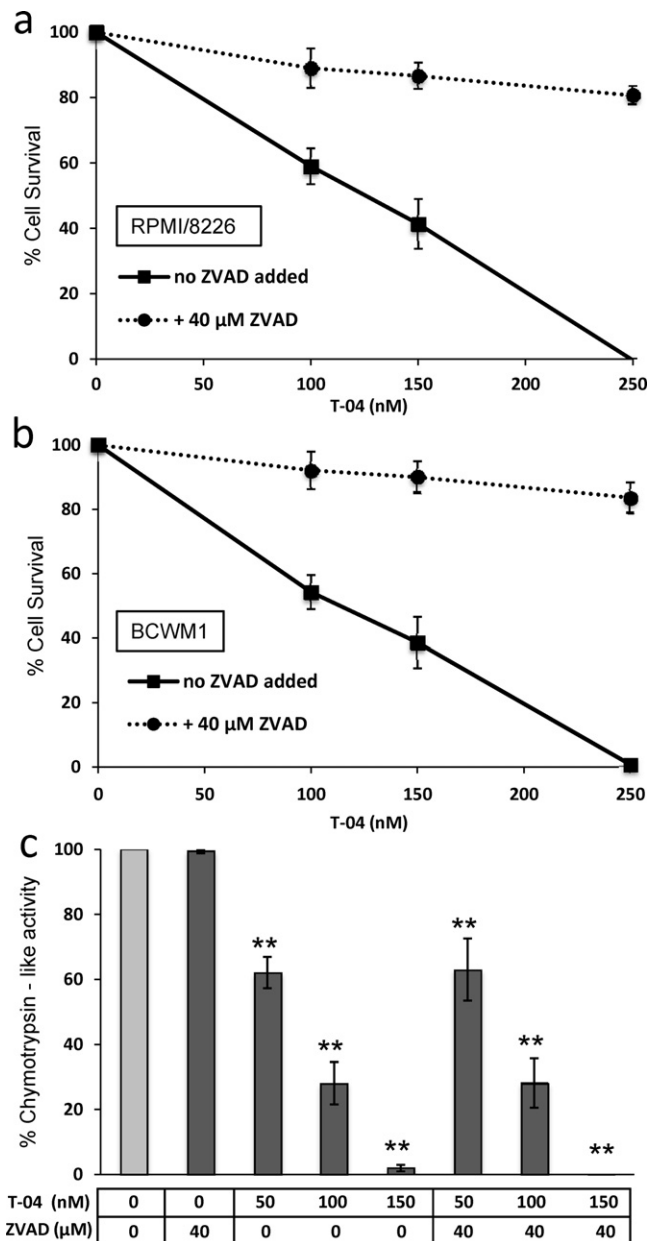 a
100
80
60
40
20
0
% Cell Survival
RPMI/8226
no ZVAD added
+ 40 µM ZVAD
0 50 100 150 200 250
T-04 (nM)
b
100
80
60
40
20
0
% Cell Survival
BCWM1
no ZVAD added
+ 40 µM ZVAD
0 50 100 150 200 250
T-04 (nM)
c
100
80
60
40
20
0
% Chymotrypsin - like activity
** ** ** ** ** **
T-04 (nM) 0 0 50 100 150 50 100 150
ZVAD (µM) 0 40 0 0 0 40 40 40